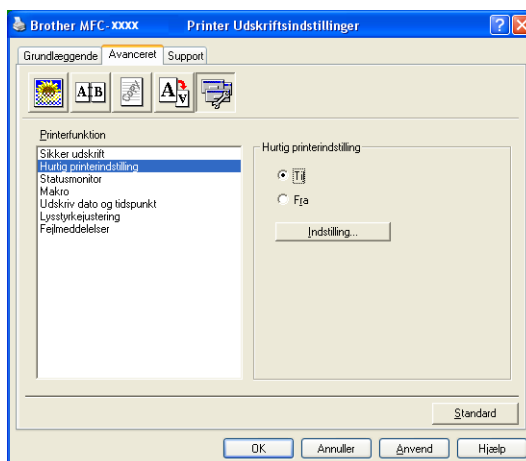 Brother MFC-XXXX Printer Udskriftsindstillinger
Grundlæggende Avanceret Support
A B
A A
Printerfunktion
Sikker udskrift
Hurtig printerindstilling
Statusmonitor
Makro
Udskriv dato og tidspunkt
Lysstyrkejustering
Fejlmeddelelser
Hurtig printerindstilling
Til
Fra
Indstilling...
Standard
OK Annuller Anvend Hjælp